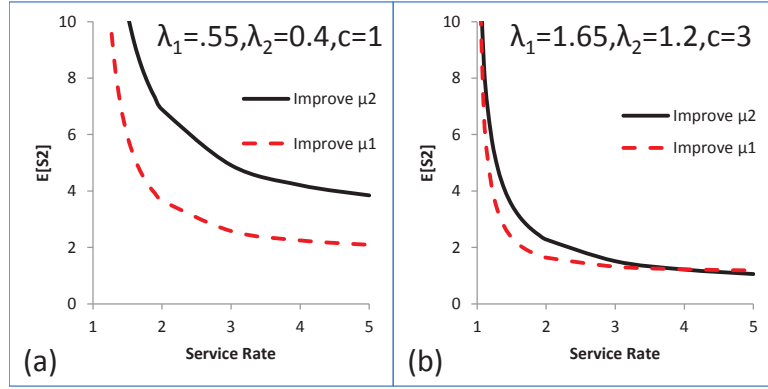 λ1=.55,λ2=0.4,c=1
10
8
6
4
2
0
E[S2]
Improve μ2
Improve μ1
1 2 3 4 5
Service Rate
(a)
λ1=1.65,λ2=1.2,c=3
10
8
6
4
2
0
E[S2]
Improve μ2
Improve μ1
1 2 3 4 5
Service Rate
(b)